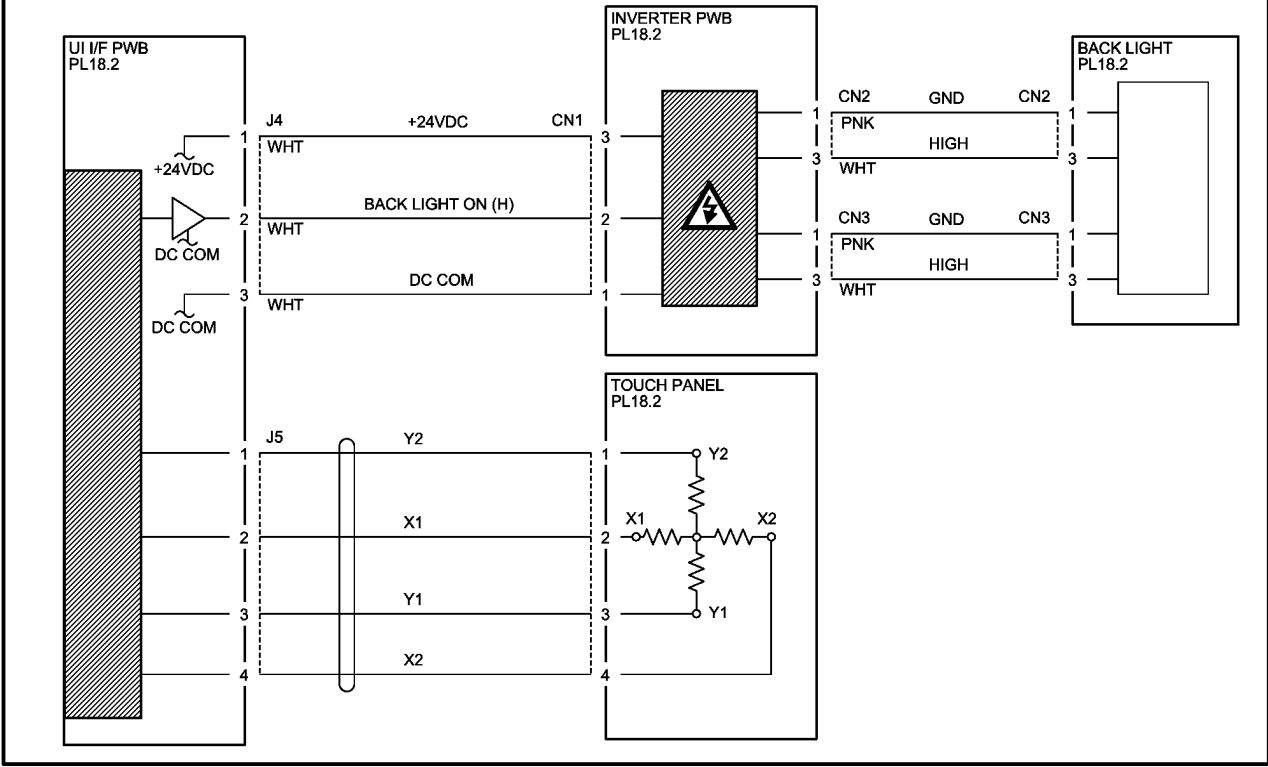 UI I/F PWB
PL18.2
+24VDC
DC COM
DC COM
1
2
3
J4
WHT
WHT
WHT
+24VDC
BACK LIGHT ON (H)
DC COM
CN1
3
2
1
INVERTER PWB
PL18.2
1
3
1
3
CN2
GND
CN2
PNK
HIGH
WHT
CN3
GND
CN3
PNK
HIGH
WHT
BACK LIGHT
PL18.2
1
3
1
3
1
2
3
4
J5
Y2
X1
Y1
X2
1
2
3
4
TOUCH PANEL
PL18.2
Y2
X1
X2
Y1